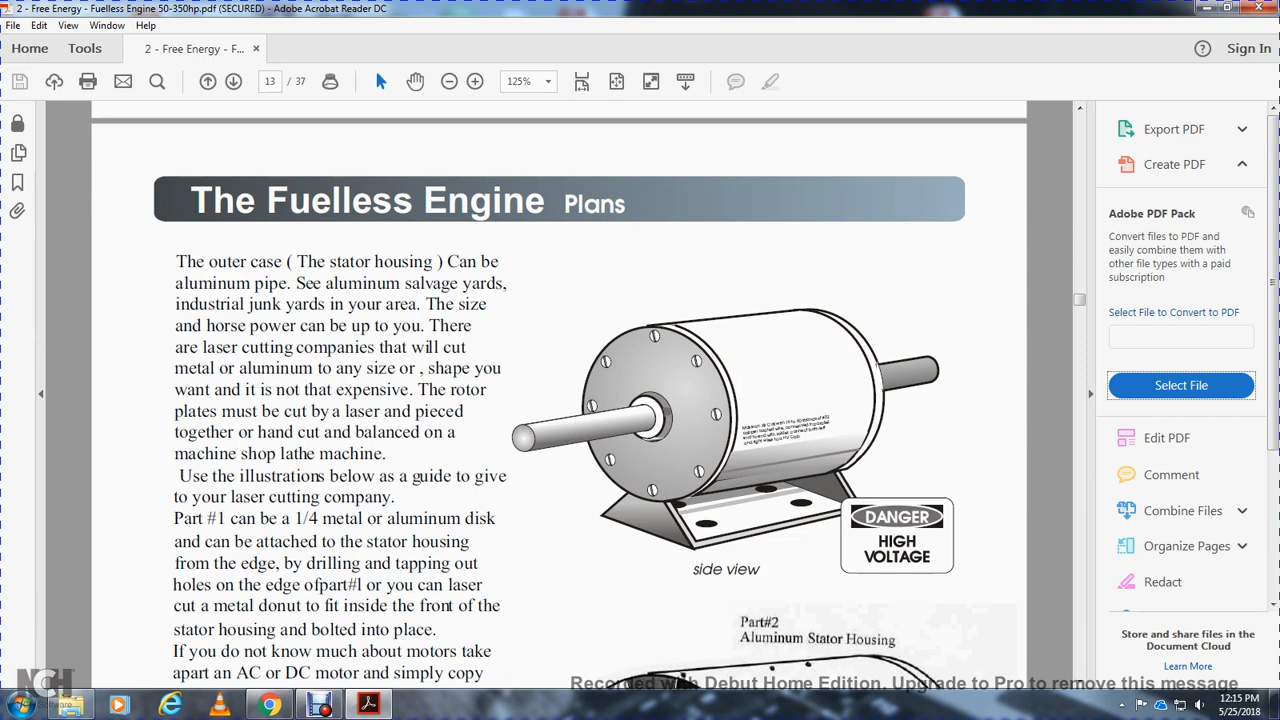 2 - Free Energy - Fuelless Engine 50-350hp.pdf (SECURED) - Adobe Acrobat Reader DC
File Edit View Window Help
Home Tools 2 - Free Energy - F... × Sign In
13 / 37 125%
The Fuelless Engine Plans
The outer case ( The stator housing ) Can be
aluminum pipe. See aluminum salvage yards,
industrial junk yards in your area. The size
and horse power can be up to you. There
are laser cutting companies that will cut
metal or aluminum to any size or , shape you
want and it is not that expensive. The rotor
plates must be cut by a laser and pieced
together or hand cut and balanced on a
machine shop lathe machine.
Use the illustrations below as a guide to give
to your laser cutting company.
Part #1 can be a 1/4 metal or aluminum disk
and can be attached to the stator housing
from the edge, by drilling and tapping out
holes on the edge ofpart#l or you can laser
cut a metal donut to fit inside the front of the
stator housing and bolted into place.
If you do not know much about motors take
apart an AC or DC motor and simply copy
DANGER
HIGH
VOLTAGE
side view
Part#2
Aluminum Stator Housing
Export PDF
Create PDF
Adobe PDF Pack
Convert files to PDF and
easily combine them with
other file types with a paid
subscription
Select File to Convert to PDF
Select File
Edit PDF
Comment
Combine Files
Organize Pages
Redact
Store and share files in the
Document Cloud
Learn More
NCH
Software
Recorded with Debut Home Edition. Upgrade to Pro to remove this message
12:15 PM
5/25/2018